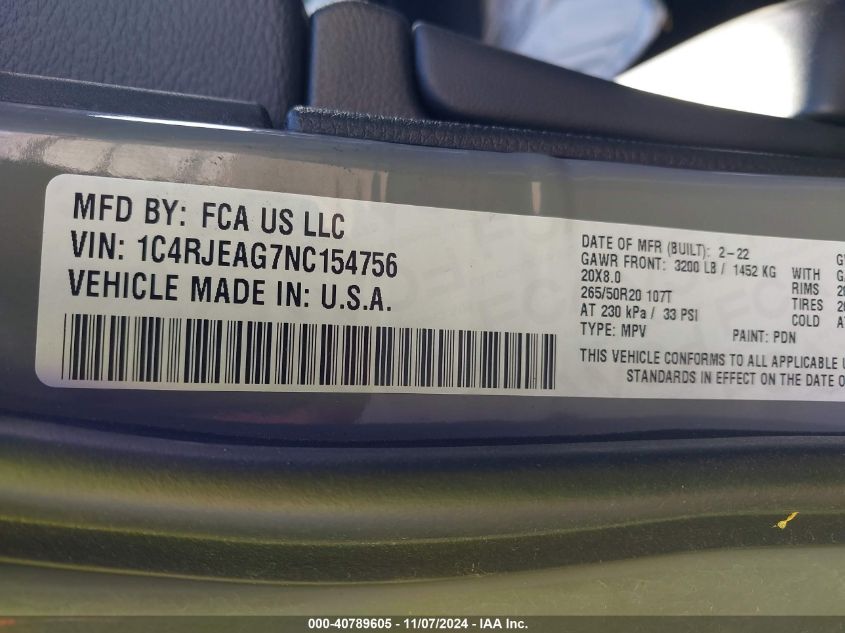 MFD BY: FCA US LLC
VIN: 1C4RJEAG7NC154756
VEHICLE MADE IN: U.S.A.
DATE OF MFR (BUILT): 2-22
GAWR FRONT: 3200 LB / 1452 KG WITH
20X8.0 RIMS
265/50R20 107T TIRES
AT 230 kPa / 33 PSI COLD
TYPE: MPV PAINT: PDN
THIS VEHICLE CONFORMS TO ALL APPLICABLE
STANDARDS IN EFFECT ON THE DATE
000-40789605 - 11/07/2024 - IAA Inc.